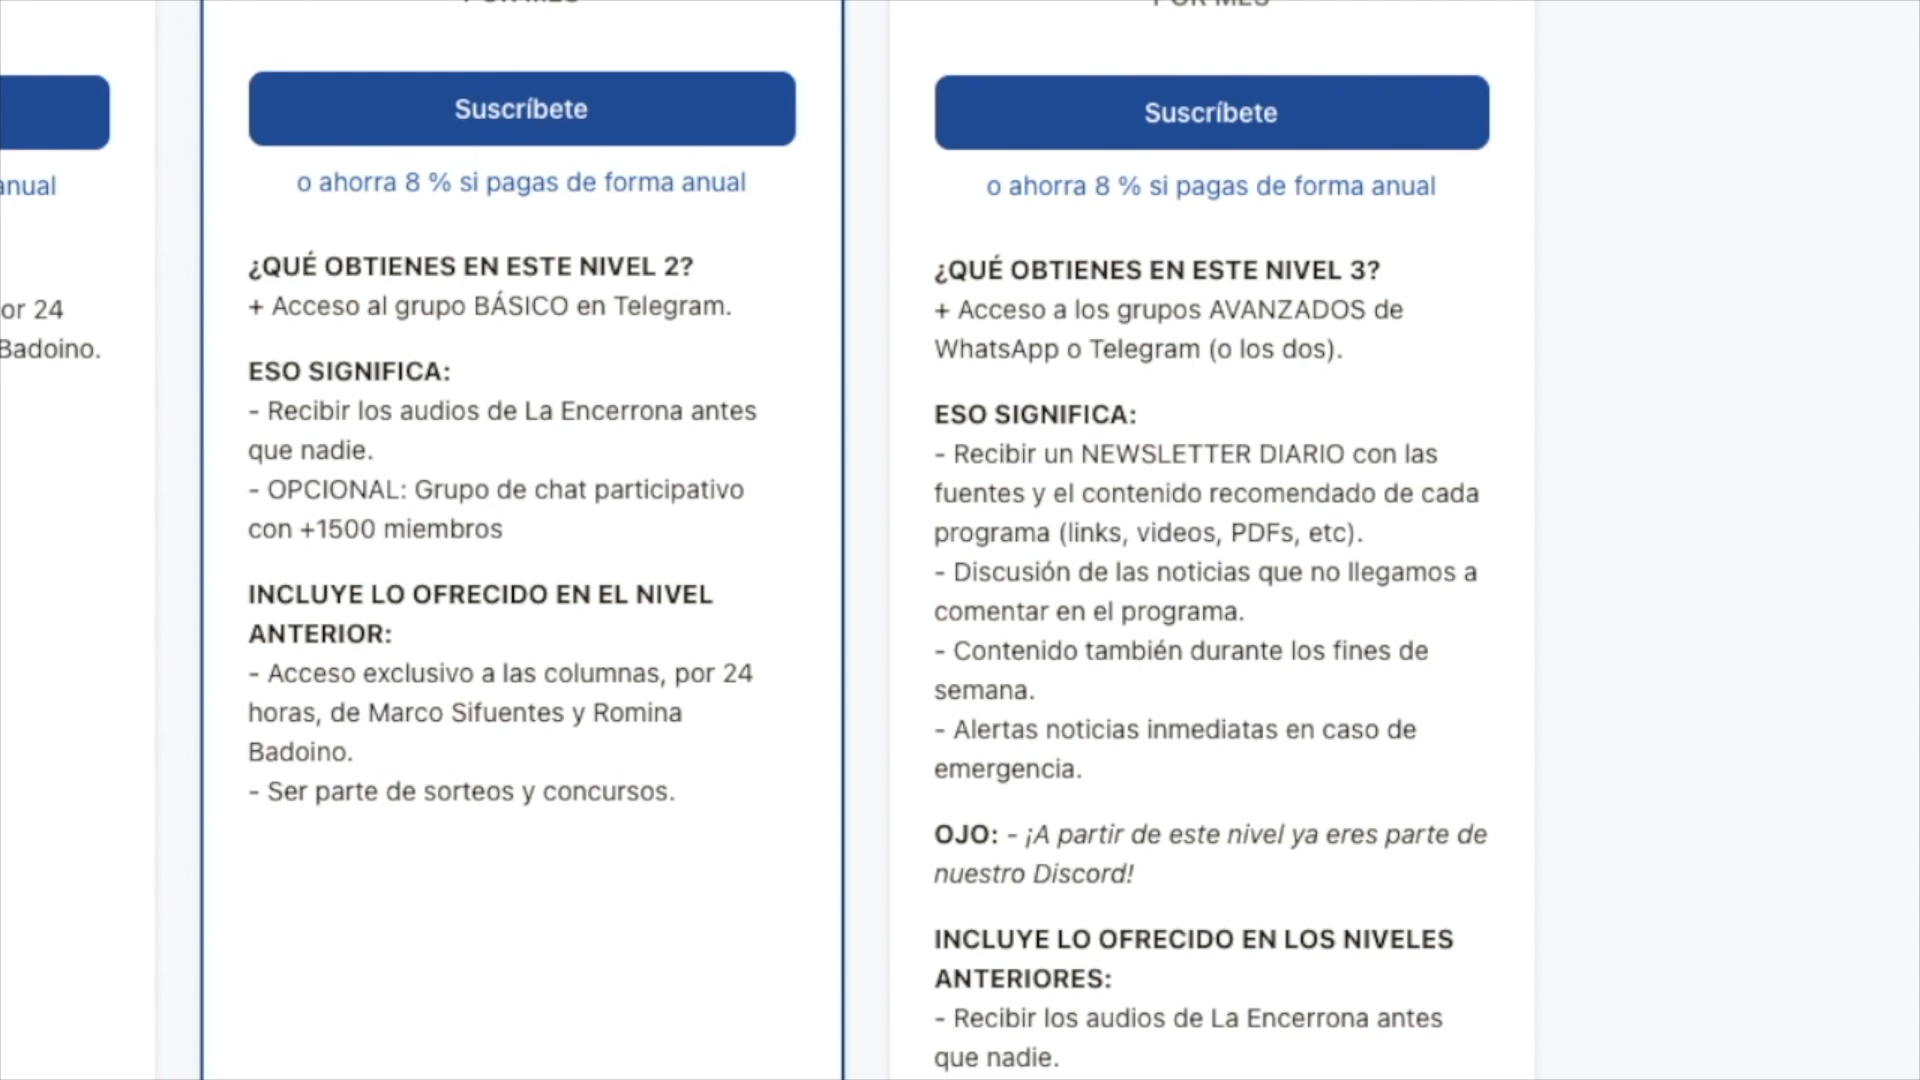 POR MES
Suscríbete
o ahorra 8 % si pagas de forma anual
¿QUÉ OBTIENES EN ESTE NIVEL 2?
+ Acceso al grupo BÁSICO en Telegram.
ESO SIGNIFICA:
- Recibir los audios de La Encerrona antes
que nadie.
- OPCIONAL: Grupo de chat participativo
con +1500 miembros
INCLUYE LO OFRECIDO EN EL NIVEL
ANTERIOR:
- Acceso exclusivo a las columnas, por 24
horas, de Marco Sifuentes y Romina
Badoino.
- Ser parte de sorteos y concursos.
POR MES
Suscríbete
o ahorra 8 % si pagas de forma anual
¿QUÉ OBTIENES EN ESTE NIVEL 3?
+ Acceso a los grupos AVANZADOS de
WhatsApp o Telegram (o los dos).
ESO SIGNIFICA:
- Recibir un NEWSLETTER DIARIO con las
fuentes y el contenido recomendado de cada
programa (links, videos, PDFs, etc).
- Discusión de las noticias que no llegamos a
comentar en el programa.
- Contenido también durante los fines de
semana.
- Alertas noticias inmediatas en caso de
emergencia.
OJO: - ¡A partir de este nivel ya eres parte de
nuestro Discord!
INCLUYE LO OFRECIDO EN LOS NIVELES
ANTERIORES:
- Recibir los audios de La Encerrona antes
que nadie.
anual
or 24
Badoino.